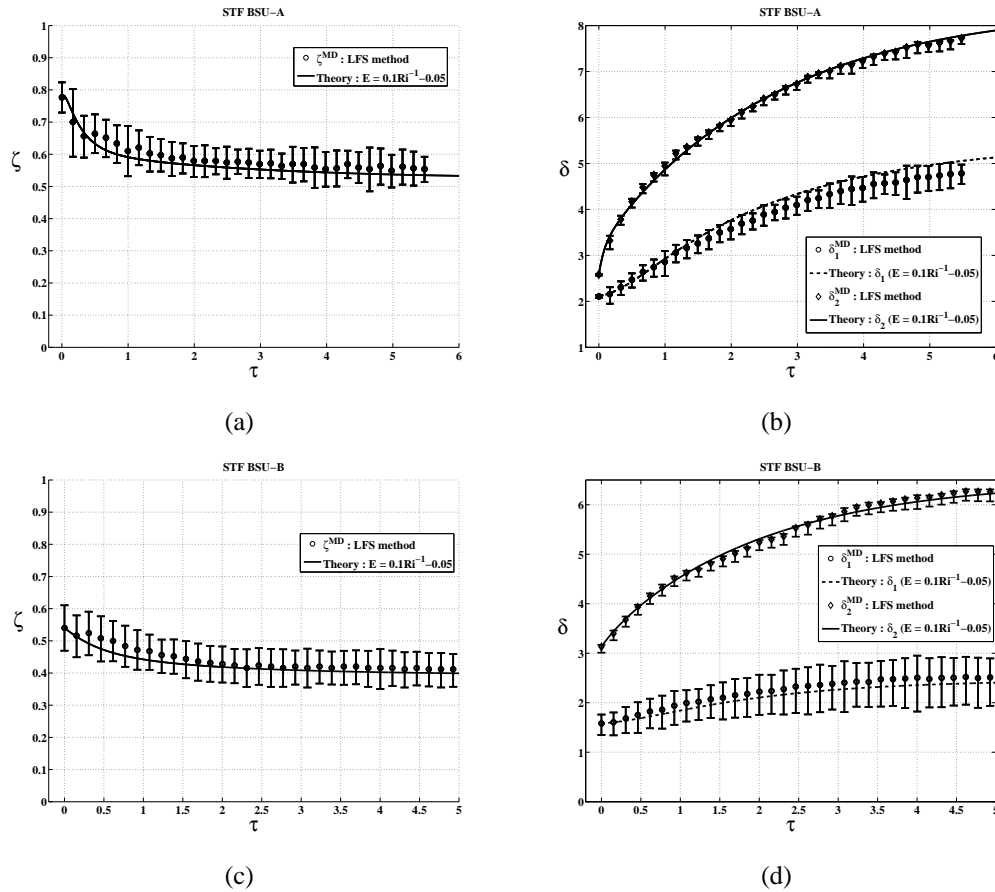 STF BSU−A
1
0.9
0.8
0.7
0.6
0.5
0.4
0.3
0.2
0.1
0
ζ
0 1 2 3 4 5 6
τ
ζ^MD : LFS method
Theory : E = 0.1Ri^−1−0.05
(a)
STF BSU−A
8
7
6
5
4
3
2
1
δ
0 1 2 3 4 5 6
τ
δ_1^MD : LFS method
Theory : δ_1 (E = 0.1Ri^−1−0.05)
δ_2^MD : LFS method
Theory : δ_2 (E = 0.1Ri^−1−0.05)
(b)
STF BSU−B
1
0.9
0.8
0.7
0.6
0.5
0.4
0.3
0.2
0.1
0
ζ
0 0.5 1 1.5 2 2.5 3 3.5 4 4.5 5
τ
ζ^MD : LFS method
Theory : E = 0.1Ri^−1−0.05
(c)
STF BSU−B
6
5
4
3
2
1
0
δ
0 0.5 1 1.5 2 2.5 3 3.5 4 4.5 5
τ
δ_1^MD : LFS method
Theory : δ_1 (E = 0.1Ri^−1−0.05)
δ_2^MD : LFS method
Theory : δ_2 (E = 0.1Ri^−1−0.05)
(d)